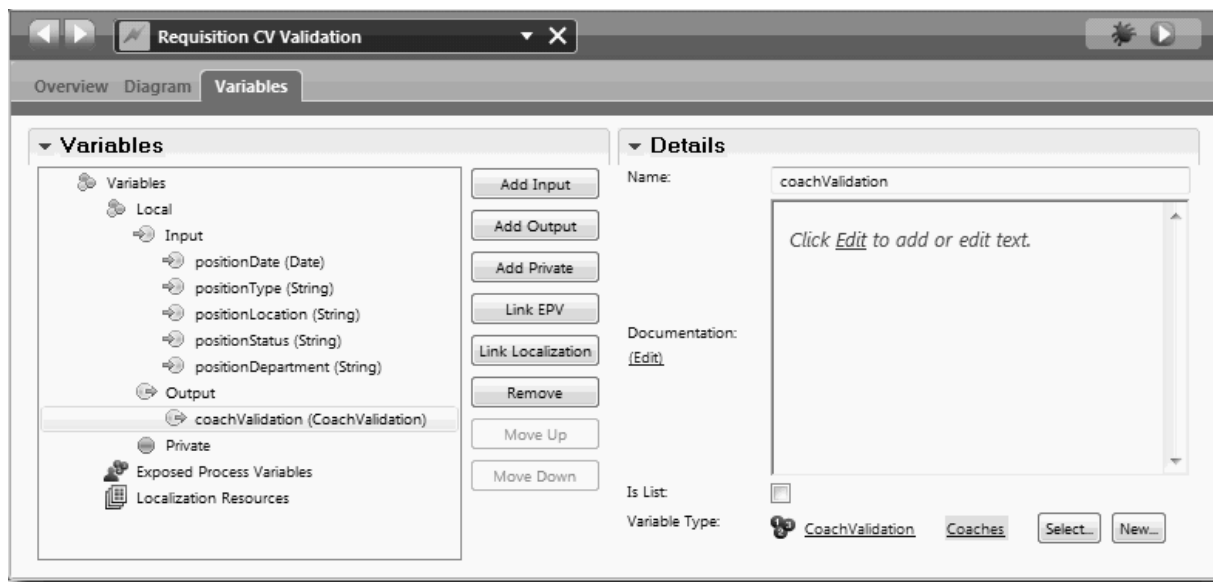 Requisition CV Validation
Overview Diagram Variables
Variables
Variables
Local
Input
positionDate (Date)
positionType (String)
positionLocation (String)
positionStatus (String)
positionDepartment (String)
Output
coachValidation (CoachValidation)
Private
Exposed Process Variables
Localization Resources
Add Input
Add Output
Add Private
Link EPV
Link Localization
Remove
Move Up
Move Down
Details
Name: coachValidation
Click Edit to add or edit text.
Documentation:
(Edit)
Is List:
Variable Type: CoachValidation Coaches Select... New...